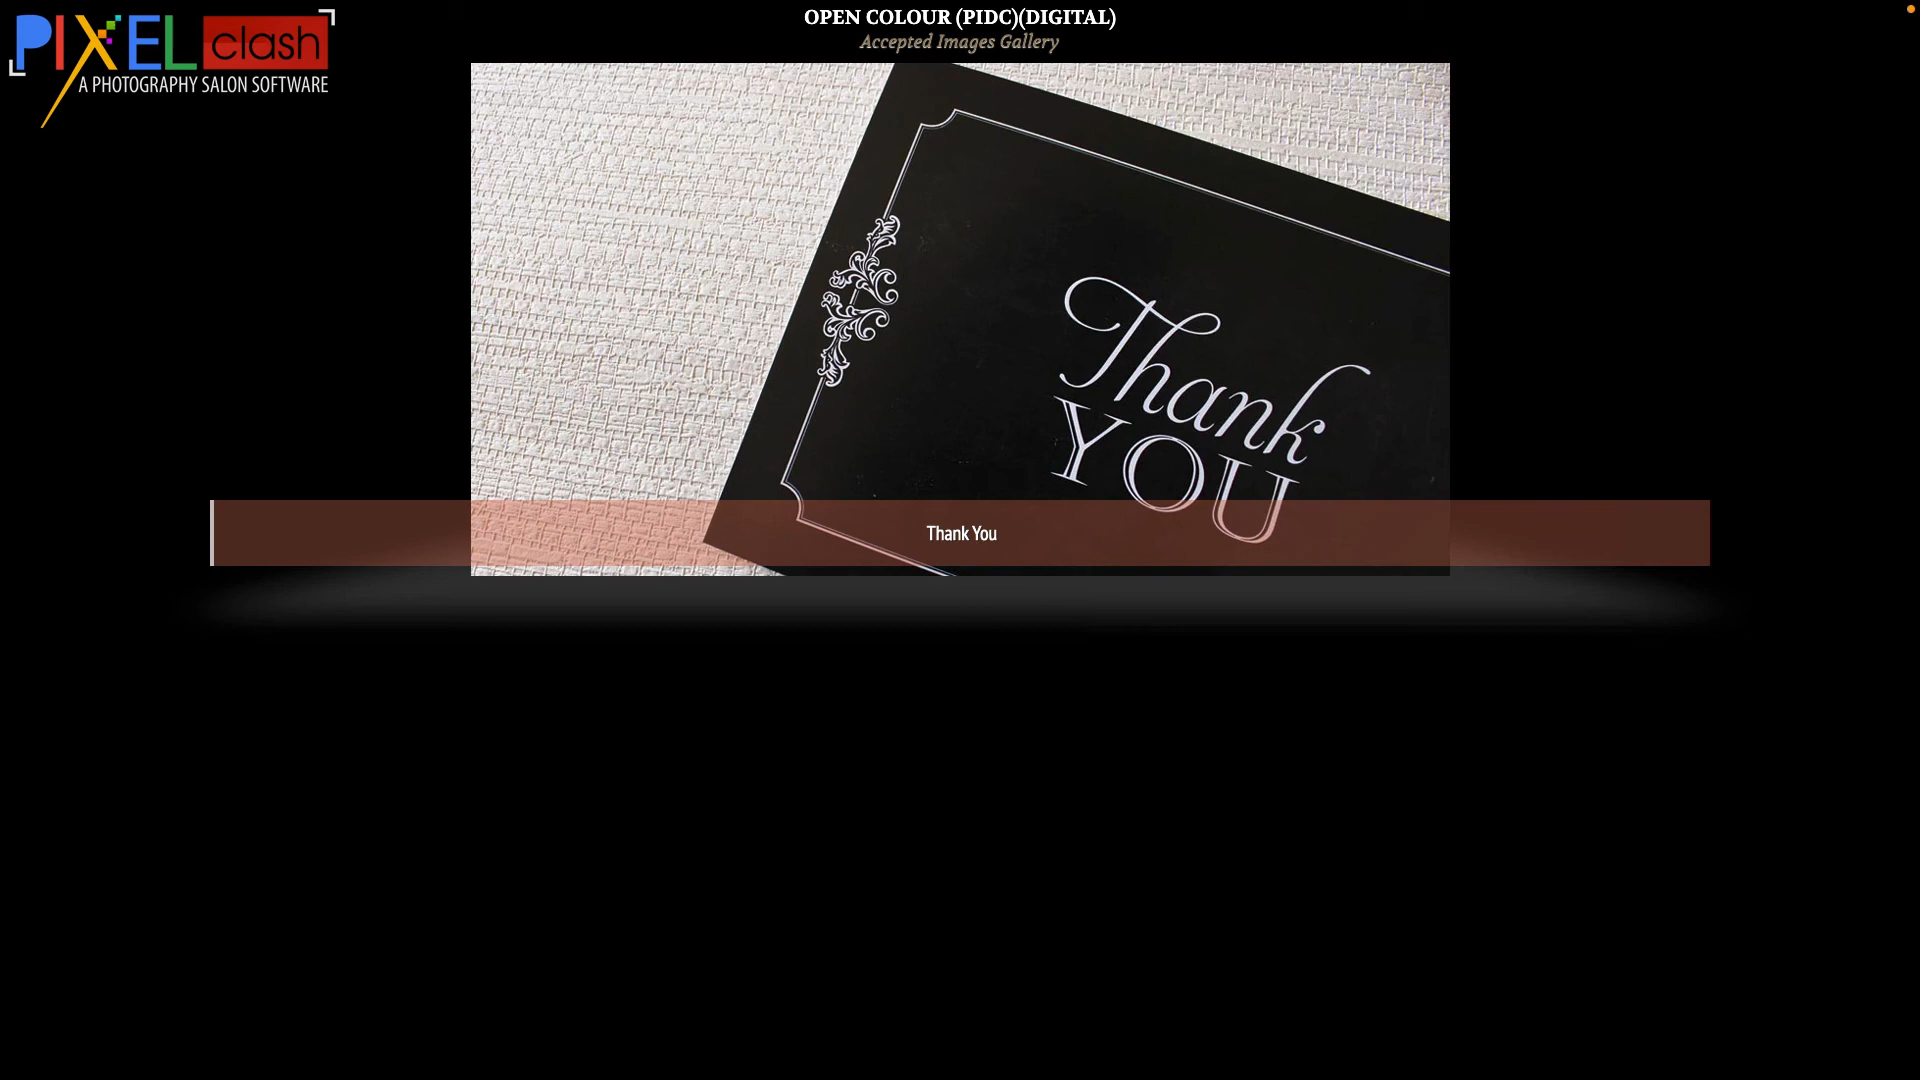 PIXEL clash
A PHOTOGRAPHY SALON SOFTWARE
OPEN COLOUR (PIDC)(DIGITAL)
Accepted Images Gallery
Thank
YOU
Thank You